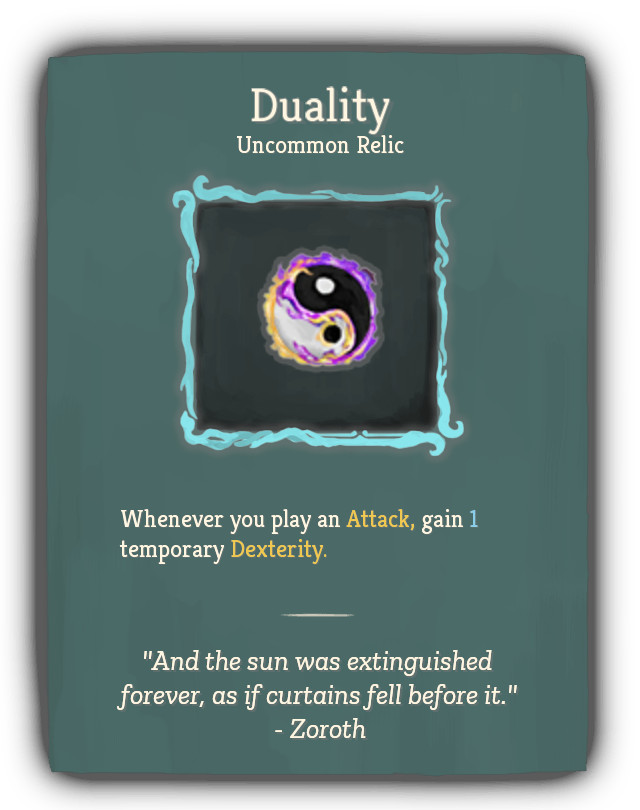 Duality
Uncommon Relic
Whenever you play an Attack, gain 1
temporary Dexterity.
"And the sun was extinguished
forever, as if curtains fell before it."
- Zoroth